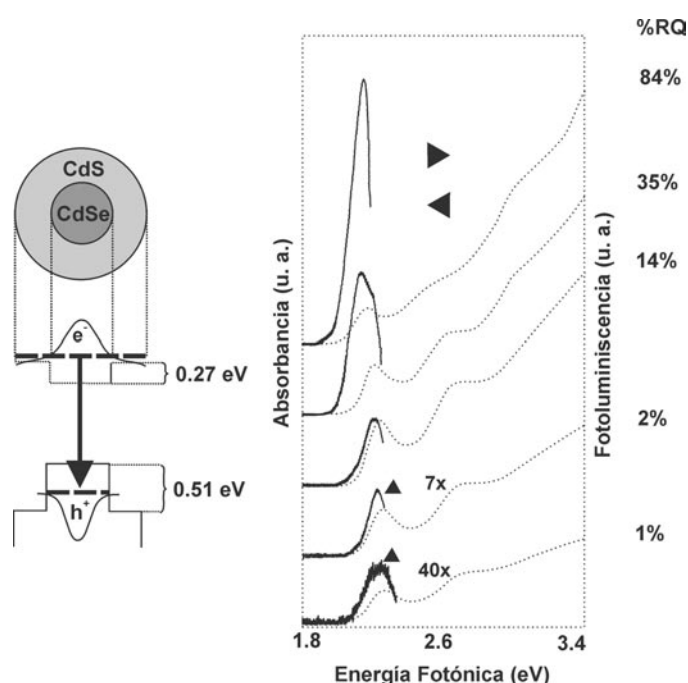 %RQ
84%
35%
14%
2%
1%
CdS
CdSe
e-
0.27 eV
0.51 eV
h+
Absorbancia (u. a.)
Fotoluminiscencia (u. a.)
7x
40x
1.8
2.6
3.4
Energía Fotónica (eV)